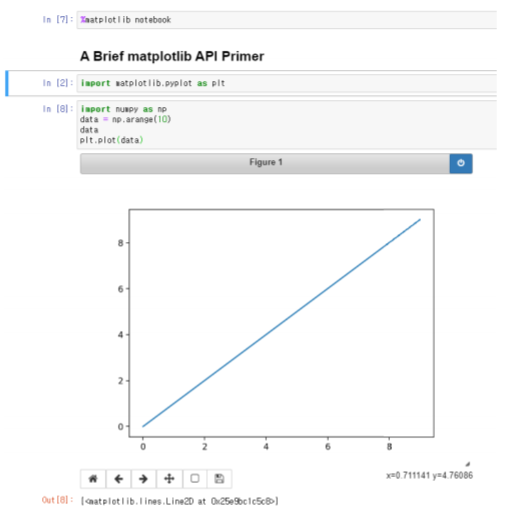 In [7]: %matplotlib notebook
A Brief matplotlib API Primer
In [2]: import matplotlib.pyplot as plt
In [8]: import numpy as np
data = np.arange(10)
data
plt.plot(data)
Figure 1
8
6
4
2
0
0 2 4 6 8
x=0.711141 y=4.76086
Out[8]: [<matplotlib.lines.Line2D at 0x25e9bc1c5c8>]